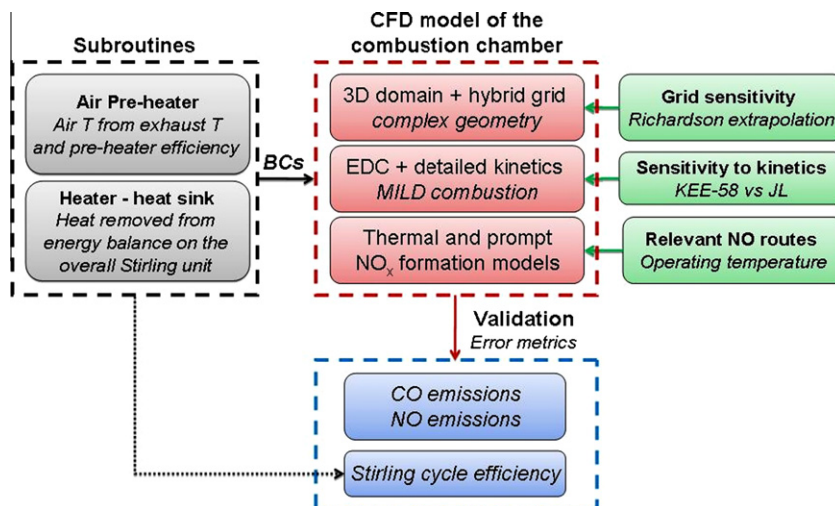 Subroutines
Air Pre-heater
Air T from exhaust T
and pre-heater efficiency
Heater - heat sink
Heat removed from
energy balance on the
overall Stirling unit
BCs
CFD model of the
combustion chamber
3D domain + hybrid grid
complex geometry
EDC + detailed kinetics
MILD combustion
Thermal and prompt
NOx formation models
Grid sensitivity
Richardson extrapolation
Sensitivity to kinetics
KEE-58 vs JL
Relevant NO routes
Operating temperature
Validation
Error metrics
CO emissions
NO emissions
Stirling cycle efficiency